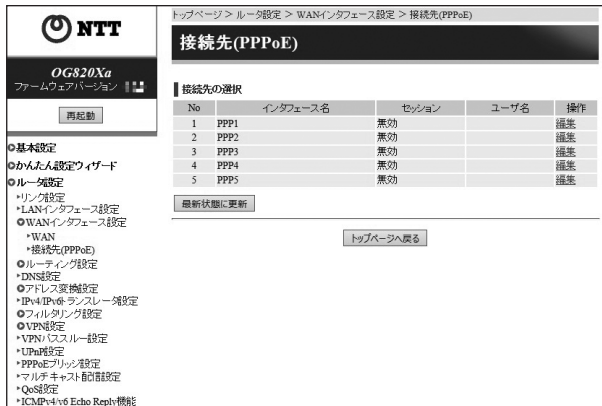 NTT
OG820Xa
ファームウェアバージョン
再起動
基本設定
かんたん設定ウィザード
ルータ設定
リンク設定
LANインタフェース設定
WANインタフェース設定
WAN
接続先(PPPoE)
ルーティング設定
DNS設定
アドレス変換設定
IPv4/IPv6トランスレータ設定
フィルタリング設定
VPN設定
VPNパススルー設定
UPnP設定
PPPoEブリッジ設定
マルチキャスト配信設定
QoS設定
ICMPv4/v6 Echo Reply機能
トップページ > ルータ設定 > WANインタフェース設定 > 接続先(PPPoE)
接続先(PPPoE)
接続先の選択
No インタフェース名 セッション ユーザ名 操作
1 PPP1 無効 編集
2 PPP2 無効 編集
3 PPP3 無効 編集
4 PPP4 無効 編集
5 PPP5 無効 編集
最新状態に更新
トップページへ戻る